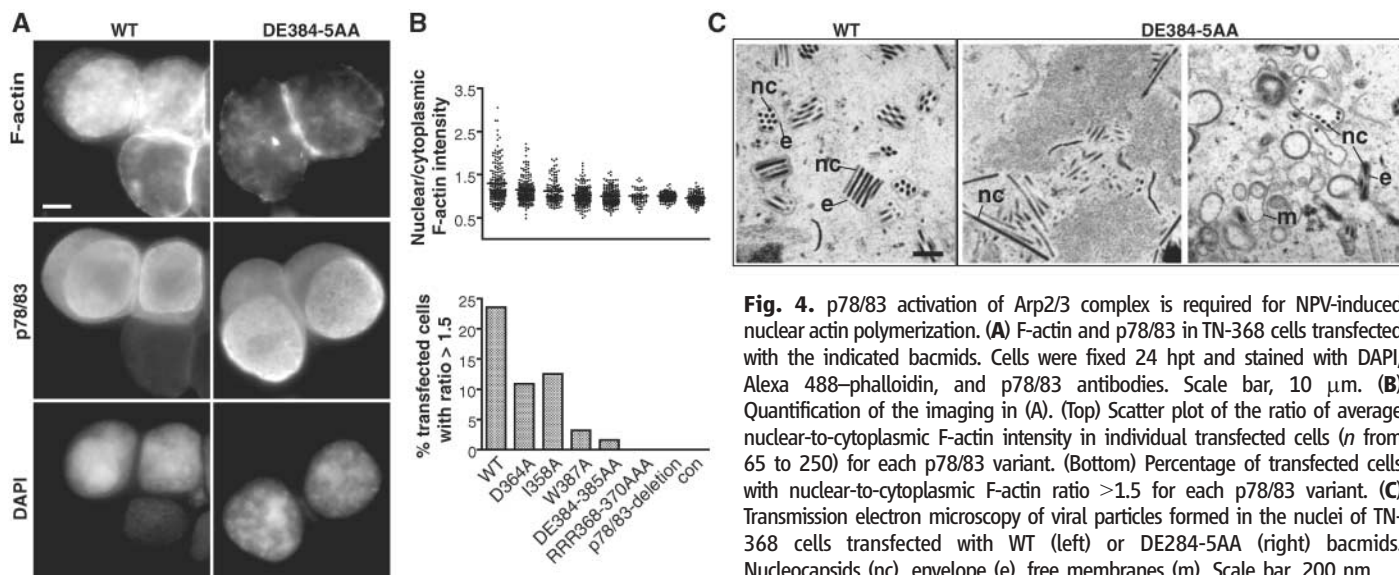 A
WT
DE384-5AA
F-actin
p78/83
DAPI
B
Nuclear/cytoplasmic
F-actin intensity
3.5
2.5
1.5
1.0
0.5
% transfected cells
with ratio > 1.5
25
20
15
10
5
0
WT
D364A
I358A
W387A
DE384-385AA
RRR368-370AAA
p78/83-deletion
con
C
WT
DE384-5AA
nc
e
nc
e
nc
nc
e
m
Fig. 4. p78/83 activation of Arp2/3 complex is required for NPV-induced
nuclear actin polymerization. (A) F-actin and p78/83 in TN-368 cells transfected
with the indicated bacmids. Cells were fixed 24 hpt and stained with DAPI,
Alexa 488–phalloidin, and p78/83 antibodies. Scale bar, 10 μm. (B)
Quantification of the imaging in (A). (Top) Scatter plot of the ratio of average
nuclear-to-cytoplasmic F-actin intensity in individual transfected cells (n from
65 to 250) for each p78/83 variant. (Bottom) Percentage of transfected cells
with nuclear-to-cytoplasmic F-actin ratio >1.5 for each p78/83 variant. (C)
Transmission electron microscopy of viral particles formed in the nuclei of TN-
368 cells transfected with WT (left) or DE284-5AA (right) bacmids.
Nucleocapsids (nc), envelope (e), free membranes (m). Scale bar, 200 nm.